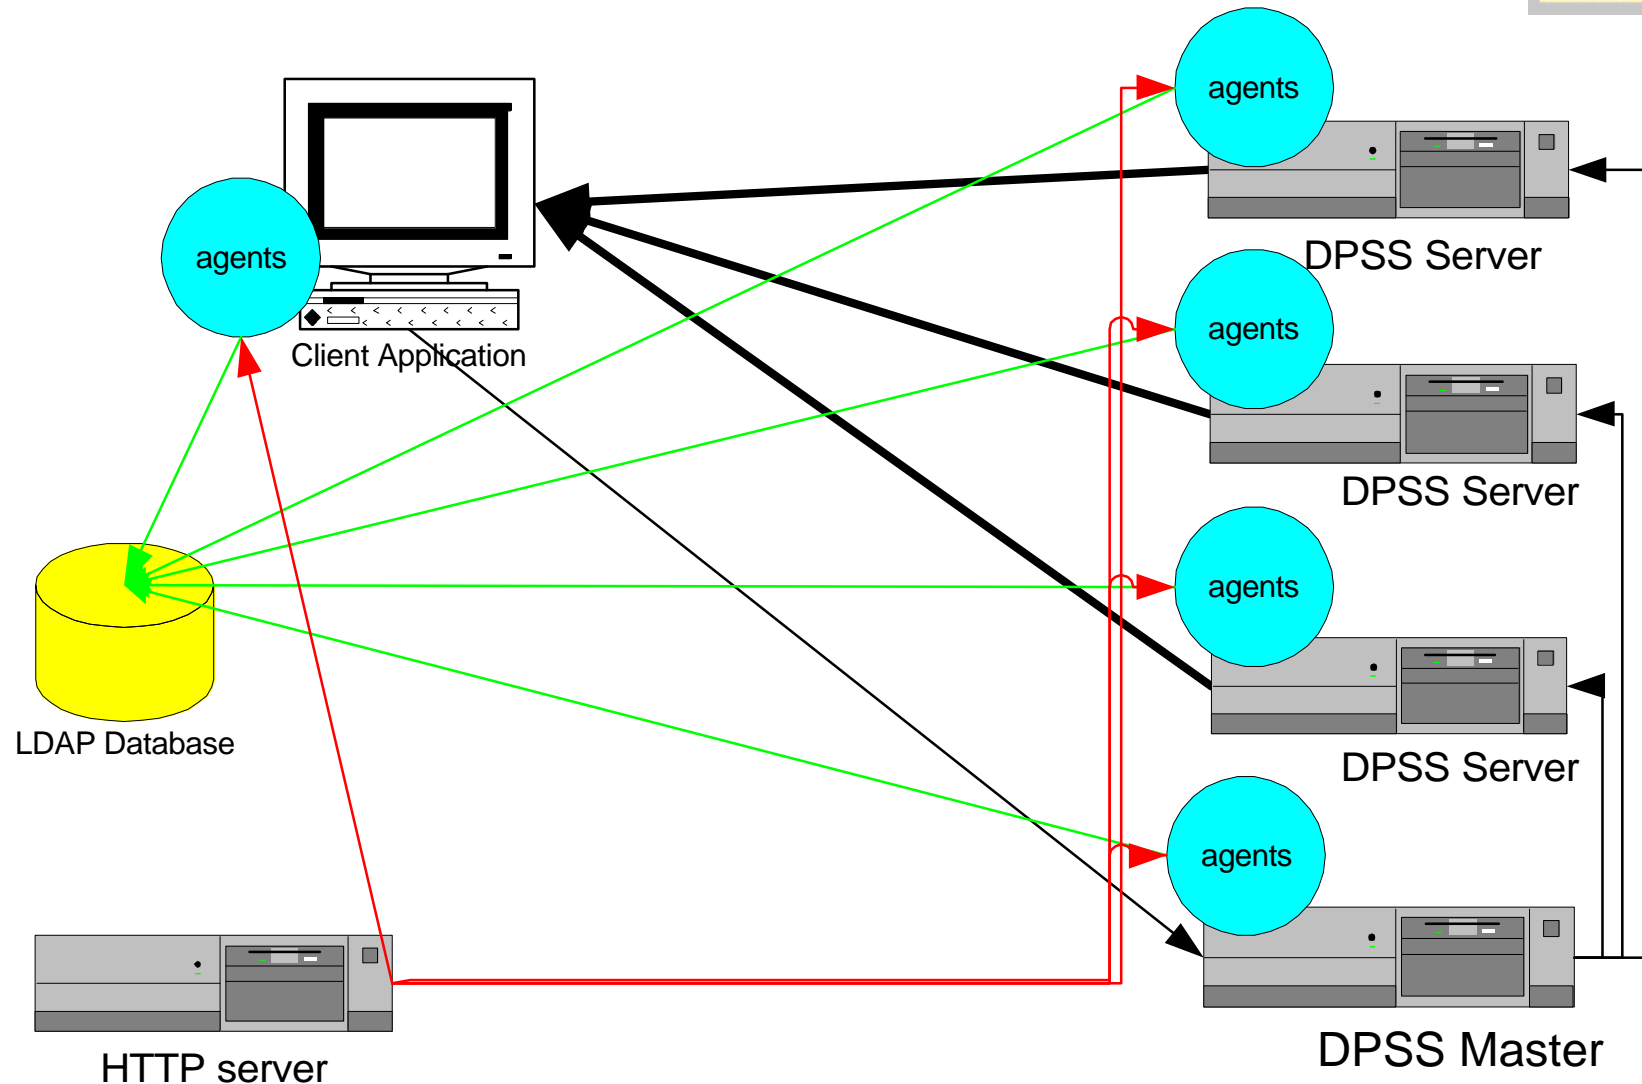 agents
DPSS Server
agents
Client Application
agents
DPSS Server
agents
DPSS Server
LDAP Database
agents
DPSS Master
HTTP server